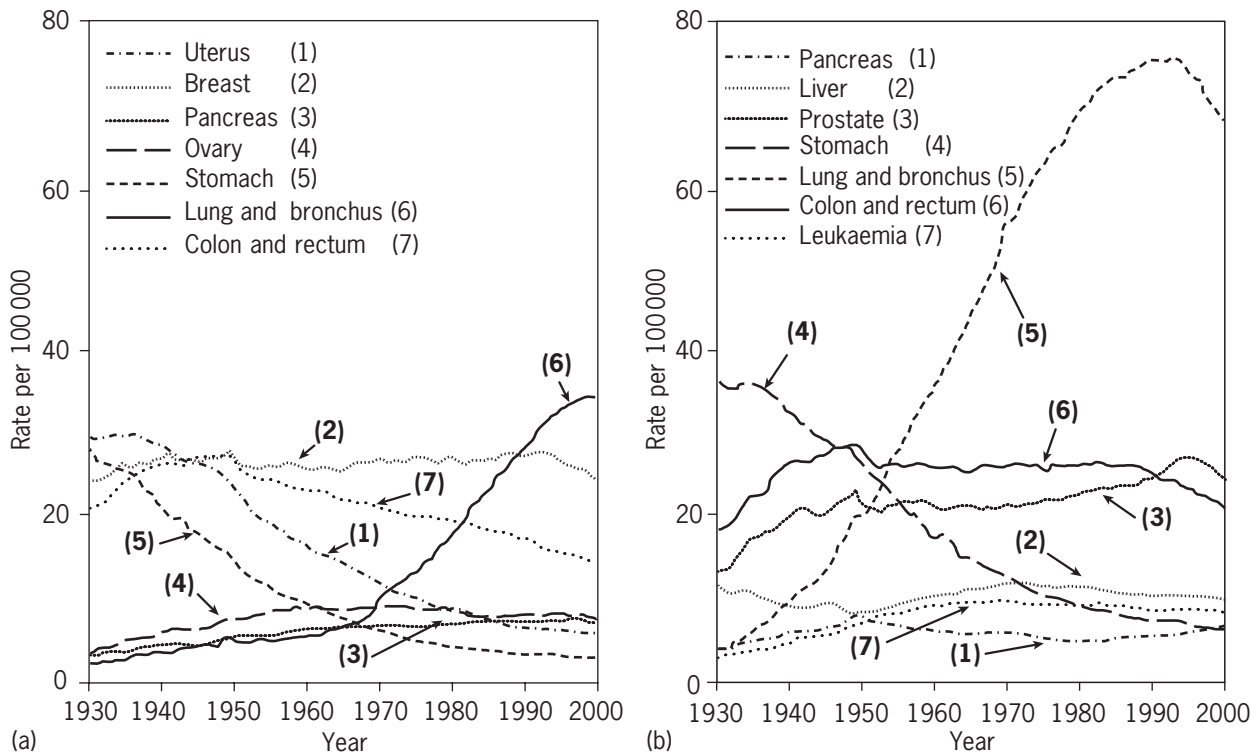 80
60
40
20
0
Rate per 100 000
Uterus (1)
Breast (2)
Pancreas (3)
Ovary (4)
Stomach (5)
Lung and bronchus (6)
Colon and rectum (7)
(6)
(2)
(7)
(5)
(1)
(4)
(3)
1930 1940 1950 1960 1970 1980 1990 2000
(a)
Year
80
60
40
20
0
Rate per 100 000
Pancreas (1)
Liver (2)
Prostate (3)
Stomach (4)
Lung and bronchus (5)
Colon and rectum (6)
Leukaemia (7)
(4)
(5)
(6)
(3)
(2)
(7)
(1)
1930 1940 1950 1960 1970 1980 1990 2000
(b)
Year